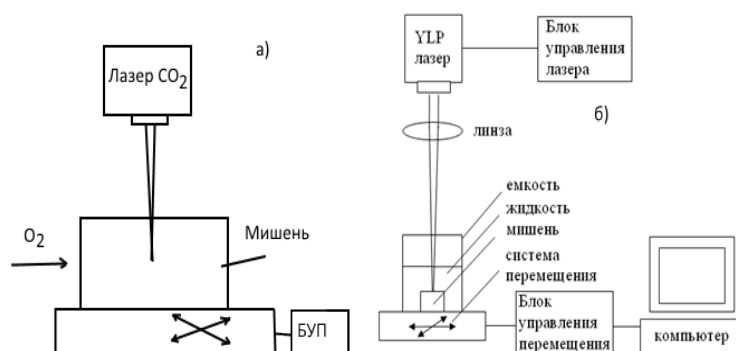 а)
Лазер CO2
O2
Мишень
БУП
YLP
лазер
Блок
управления
лазера
б)
линза
емкость
жидкость
мишень
система
перемещения
Блок
управления
перемещения
компьютер